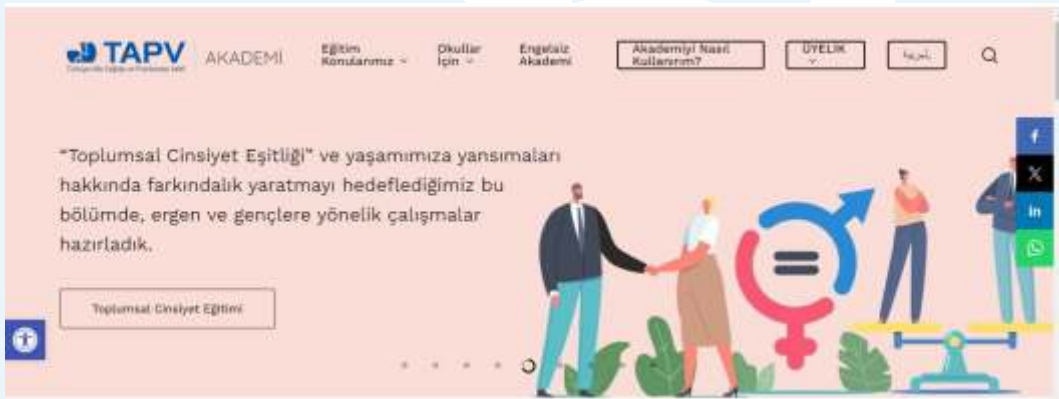 TAPV AKADEMİ
Eğitim
Konularımız
Okullar
İçin
Engelsiz
Akademi
Akademiyi Nasıl
Kullanırım?
ÜYELİK
“Toplumsal Cinsiyet Eşitliği” ve yaşamımıza yansımaları
hakkında farkındalık yaratmayı hedeflediğimiz bu
bölümde, ergen ve gençlere yönelik çalışmalar
hazırladık.
Toplumsal Cinsiyet Eğitimi